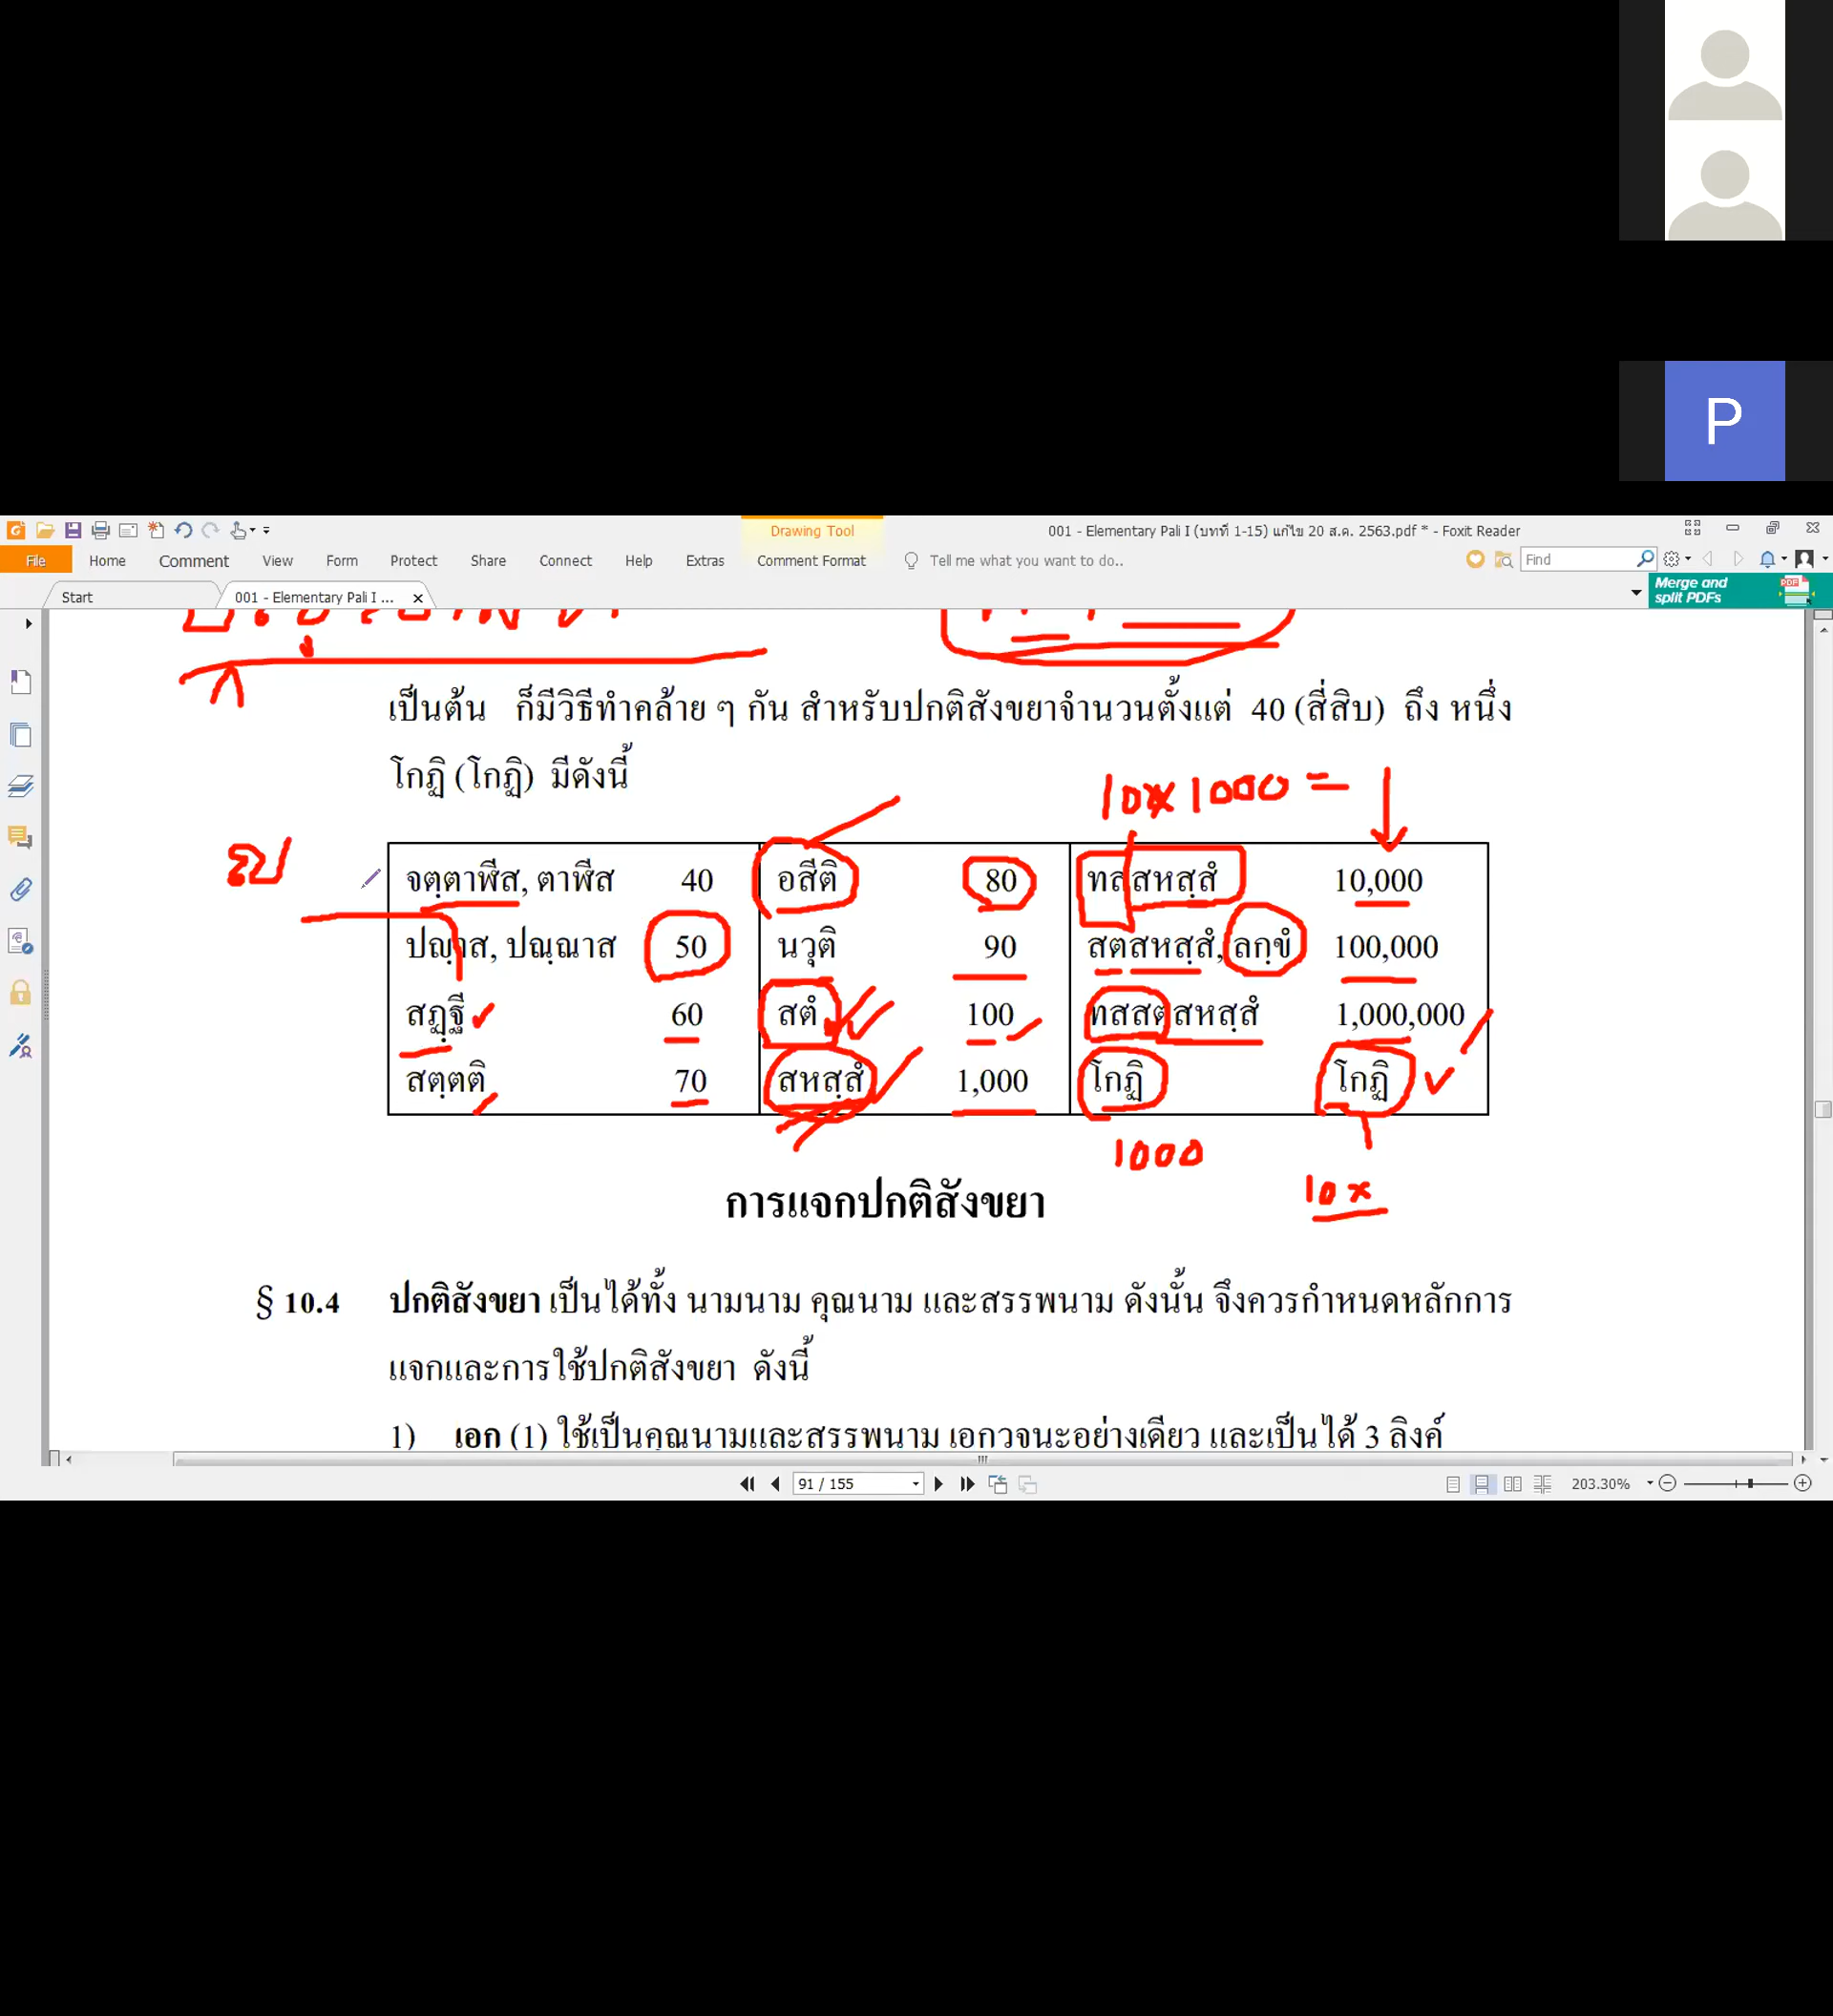 P
Drawing Tool
001 - Elementary Pali I (บทที่ 1-15) แก้ไข 20 ส.ค. 2563.pdf * - Foxit Reader
File Home Comment View Form Protect Share Connect Help Extras Comment Format Tell me what you want to do.. Find
Start 001 - Elementary Pali I ... Merge and split PDFs
เป็นต้น ก็มีวิธีทำคล้าย ๆ กัน สำหรับปกติสังขยาจำนวนตั้งแต่ 40 (สี่สิบ) ถึง หนึ่ง
โกฏิ (โกฏิ) มีดังนี้
10x 1000 =
จตฺตาฬีส, ตาฬีส 40 อสีติ 80 ทสสหสฺสํ 10,000
ปญฺาส, ปณฺณาส 50 นวุติ 90 สตสหสฺสํ, ลกฺขํ 100,000
สฏฺฐี 60 สตํ 100 ทสสตสหสฺสํ 1,000,000
สตฺตติ 70 สหสฺสํ 1,000 โกฏิ โกฏิ
1000
10 x
การแจกปกติสังขยา
§ 10.4 ปกติสังขยา เป็นได้ทั้ง นามนาม คุณนาม และสรรพนาม ดังนั้น จึงควรกำหนดหลักการ
แจกและการใช้ปกติสังขยา ดังนี้
1) เอก (1) ใช้เป็นคุณนามและสรรพนาม เอกวจนะอย่างเดียว และเป็นได้ 3 ลิงค์
91 / 155 203.30%